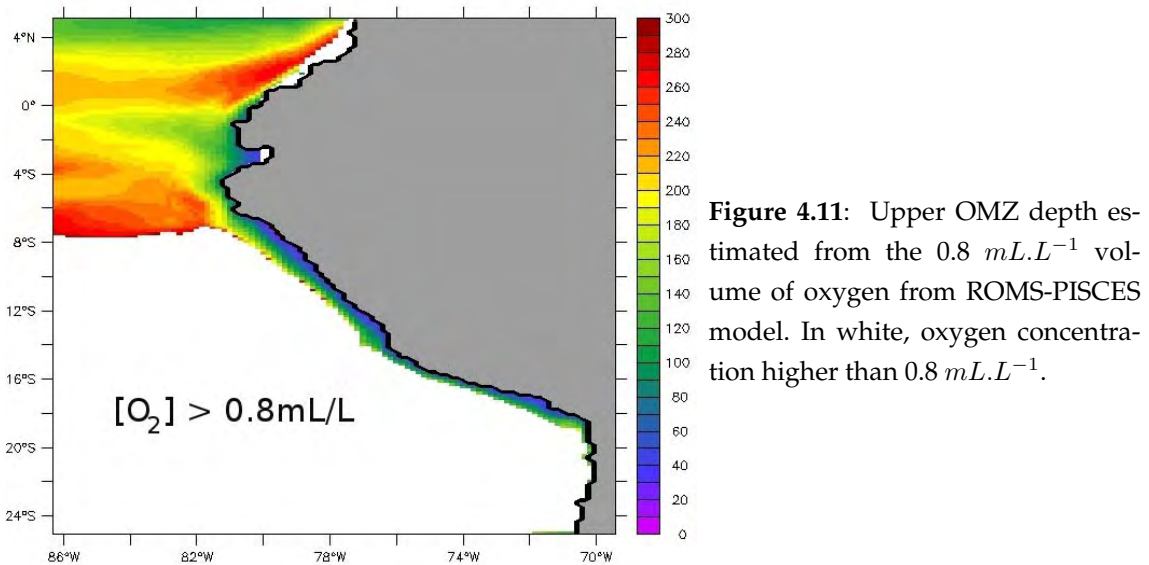 4°N
0°
4°S
8°S
12°S
16°S
20°S
24°S
86°W
82°W
78°W
74°W
70°W
[O₂] > 0.8mL/L
300
280
260
240
220
200
180
160
140
120
100
80
60
40
20
0
Figure 4.11: Upper OMZ depth es-
timated from the 0.8 mL.L⁻¹ vol-
ume of oxygen from ROMS-PISCES
model. In white, oxygen concentra-
tion higher than 0.8 mL.L⁻¹.